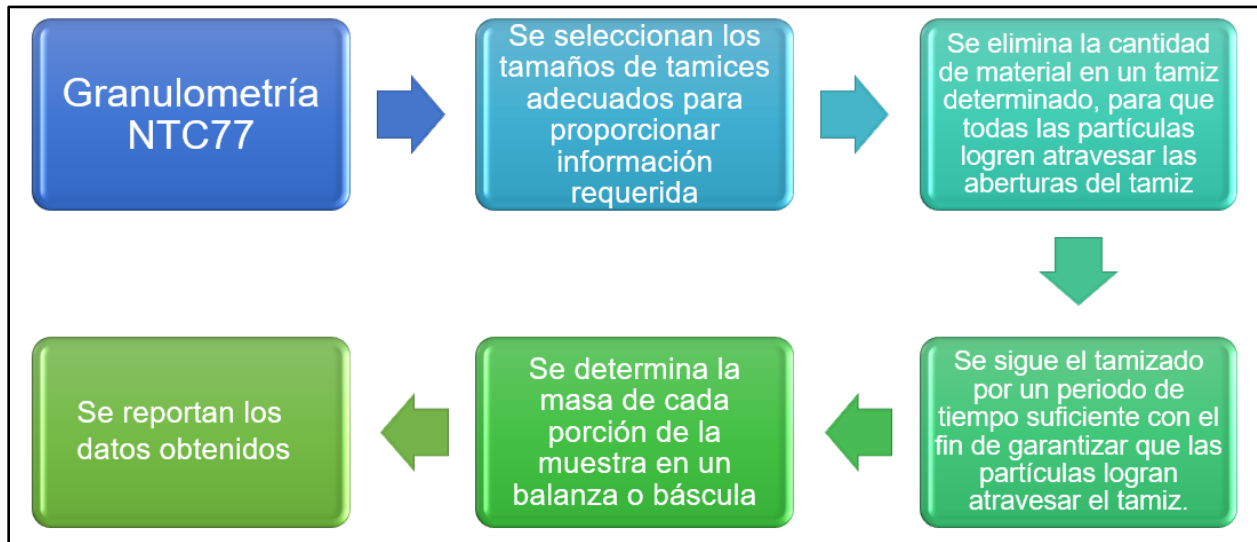 Granulometría
NTC77
Se seleccionan los
tamaños de tamices
adecuados para
proporcionar
información
requerida
Se elimina la cantidad
de material en un tamiz
determinado, para que
todas las partículas
logren atravesar las
aberturas del tamiz
Se sigue el tamizado
por un periodo de
tiempo suficiente con el
fin de garantizar que las
partículas logran
atravesar el tamiz.
Se determina la
masa de cada
porción de la
muestra en un
balanza o báscula
Se reportan los
datos obtenidos